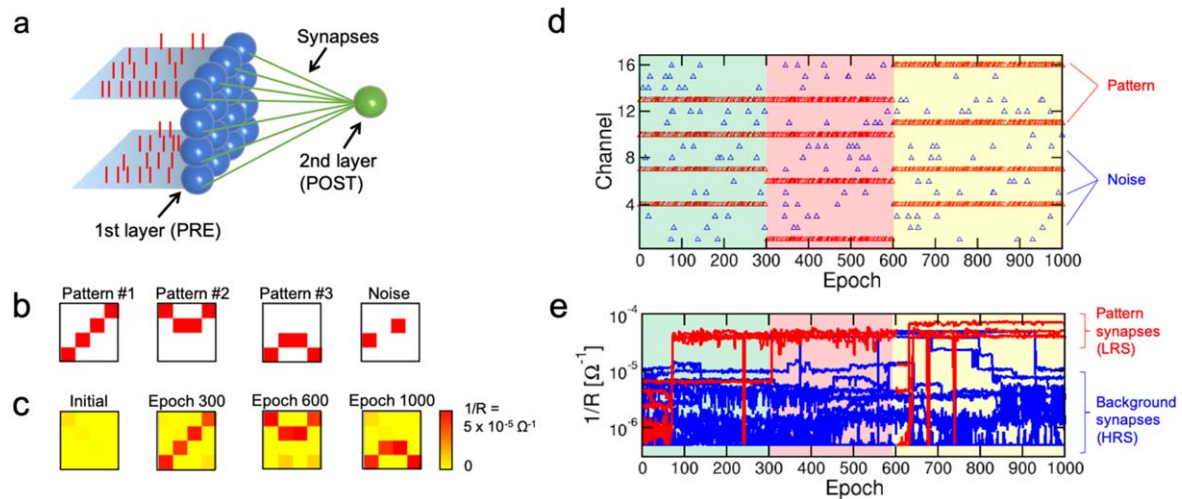 a
Synapses
2nd layer
(POST)
1st layer (PRE)
b
Pattern #1
Pattern #2
Pattern #3
Noise
c
Initial
Epoch 300
Epoch 600
Epoch 1000
1/R =
5 x 10⁻⁵ Ω⁻¹
0
d
Channel
16
12
8
4
0 100 200 300 400 500 600 700 800 900 1000
Epoch
Pattern
Noise
e
1/R [Ω⁻¹]
10⁻⁴
10⁻⁵
10⁻⁶
0 100 200 300 400 500 600 700 800 900 1000
Epoch
Pattern
synapses
(LRS)
Background
synapses
(HRS)